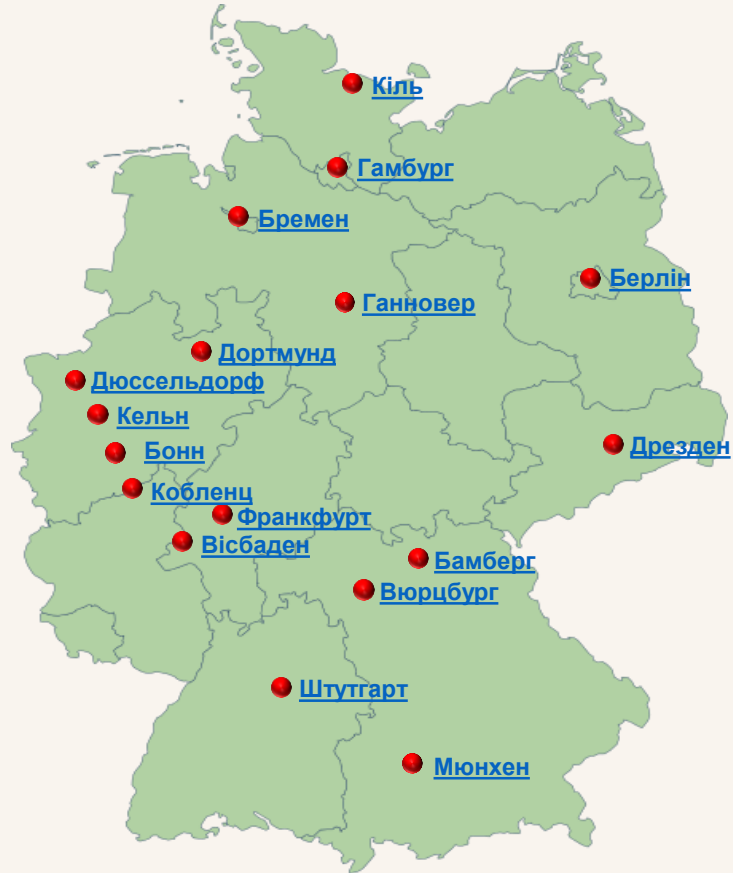 Кіль
Гамбург
Бремен
Берлін
Ганновер
Дортмунд
Дюссельдорф
Кельн
Дрезден
Бонн
Кобленц
Франкфурт
Вісбаден
Бамберг
Вюрцбург
Штутгарт
Мюнхен